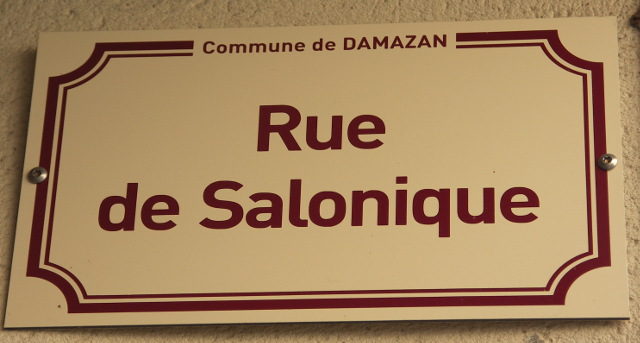 Commune de DAMAZAN
Rue
de Salonique